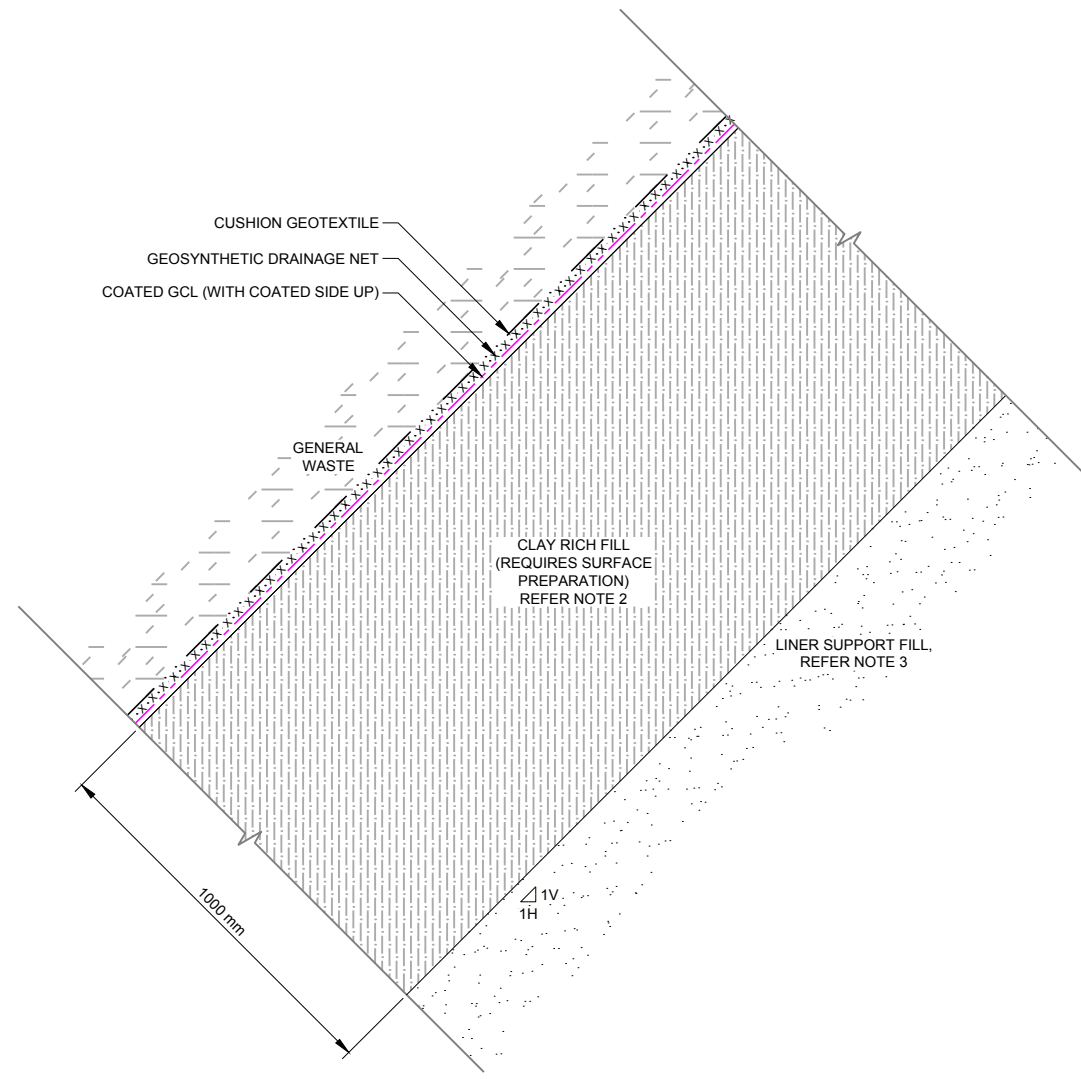 CUSHION GEOTEXTILE
GEOSYNTHETIC DRAINAGE NET
COATED GCL (WITH COATED SIDE UP)
GENERAL
WASTE
CLAY RICH FILL
(REQUIRES SURFACE
PREPARATION)
REFER NOTE 2
LINER SUPPORT FILL,
REFER NOTE 3
1V
1H
1000 mm